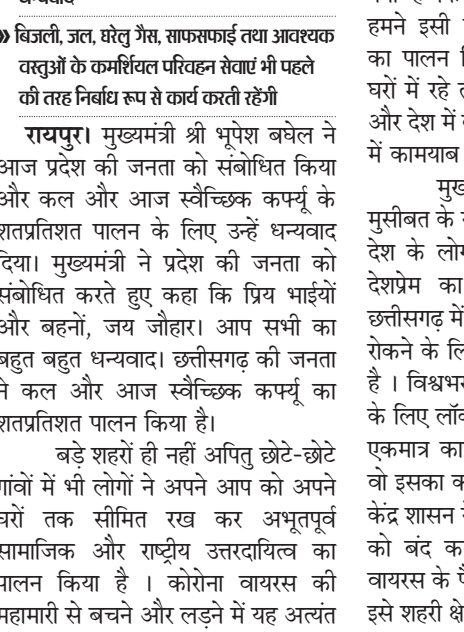 » बिजली, जल, घरेलु गैस, साफसफाई तथा आवश्यक
वस्तुओं के कमर्शियल परिवहन सेवाएं भी पहले
की तरह निर्बाध रूप से कार्य करती रहेंगी
रायपुर। मुख्यमंत्री श्री भूपेश बघेल ने
आज प्रदेश की जनता को संबोधित किया
और कल और आज स्वैच्छिक कर्फ्यू के
शतप्रतिशत पालन के लिए उन्हें धन्यवाद
दिया। मुख्यमंत्री ने प्रदेश की जनता को
संबोधित करते हुए कहा कि प्रिय भाईयों
और बहनों, जय जौहार। आप सभी का
बहुत बहुत धन्यवाद। छत्तीसगढ़ की जनता
ने कल और आज स्वैच्छिक कर्फ्यू का
शतप्रतिशत पालन किया है।
बड़े शहरों ही नहीं अपितु छोटे-छोटे
गांवों में भी लोगों ने अपने आप को अपने
घरों तक सीमित रख कर अभूतपूर्व
सामाजिक और राष्ट्रीय उत्तरदायित्व का
पालन किया है । कोरोना वायरस की
महामारी से बचने और लड़ने में यह अत्यंत
हमने इसी
का पालन
घरों में रहे
और देश में
में कामयाब
मुसीबत के
देश के
देशप्रेम का
छत्तीसगढ़ में
रोकने के
है ।
के लिए
एकमात्र
वो इसका
केंद्र शासन
को बंद
वायरस के
इसे शहरी